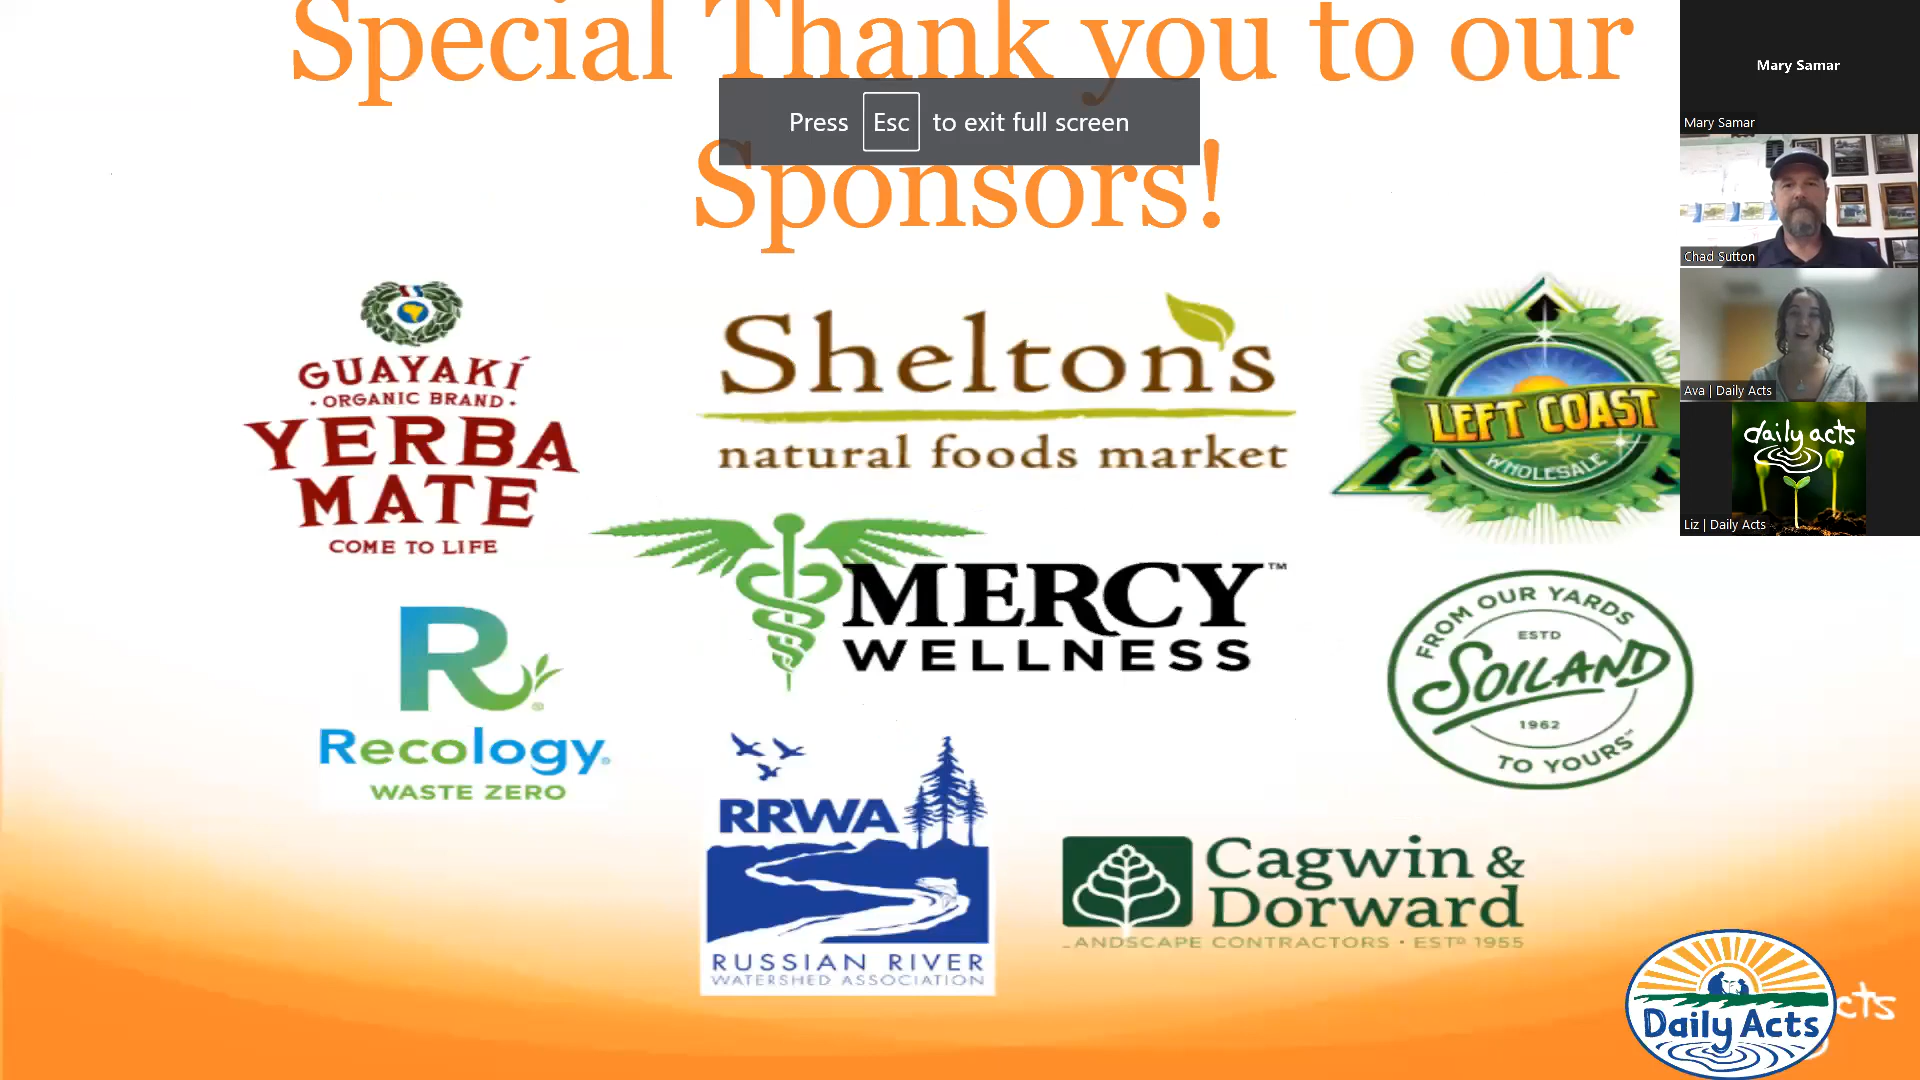 Special Thank you to our
Press Esc to exit full screen
Sponsors!
GUAYAKÍ
·ORGANIC BRAND·
YERBA
MATE
COME TO LIFE
Shelton's
natural foods market
LEFT COAST
WHOLESALE
MERCY™
WELLNESS
R®
Recology®
WASTE ZERO
FROM OUR YARDS
ESTD
SOILAND
1962
TO YOURS™
RRWA
RUSSIAN RIVER
WATERSHED ASSOCIATION
Cagwin &
Dorward
LANDSCAPE CONTRACTORS · ESTD 1955
Daily Acts
cts
Mary Samar
Mary Samar
Chad Sutton
Ava | Daily Acts
daily acts
Liz | Daily Acts